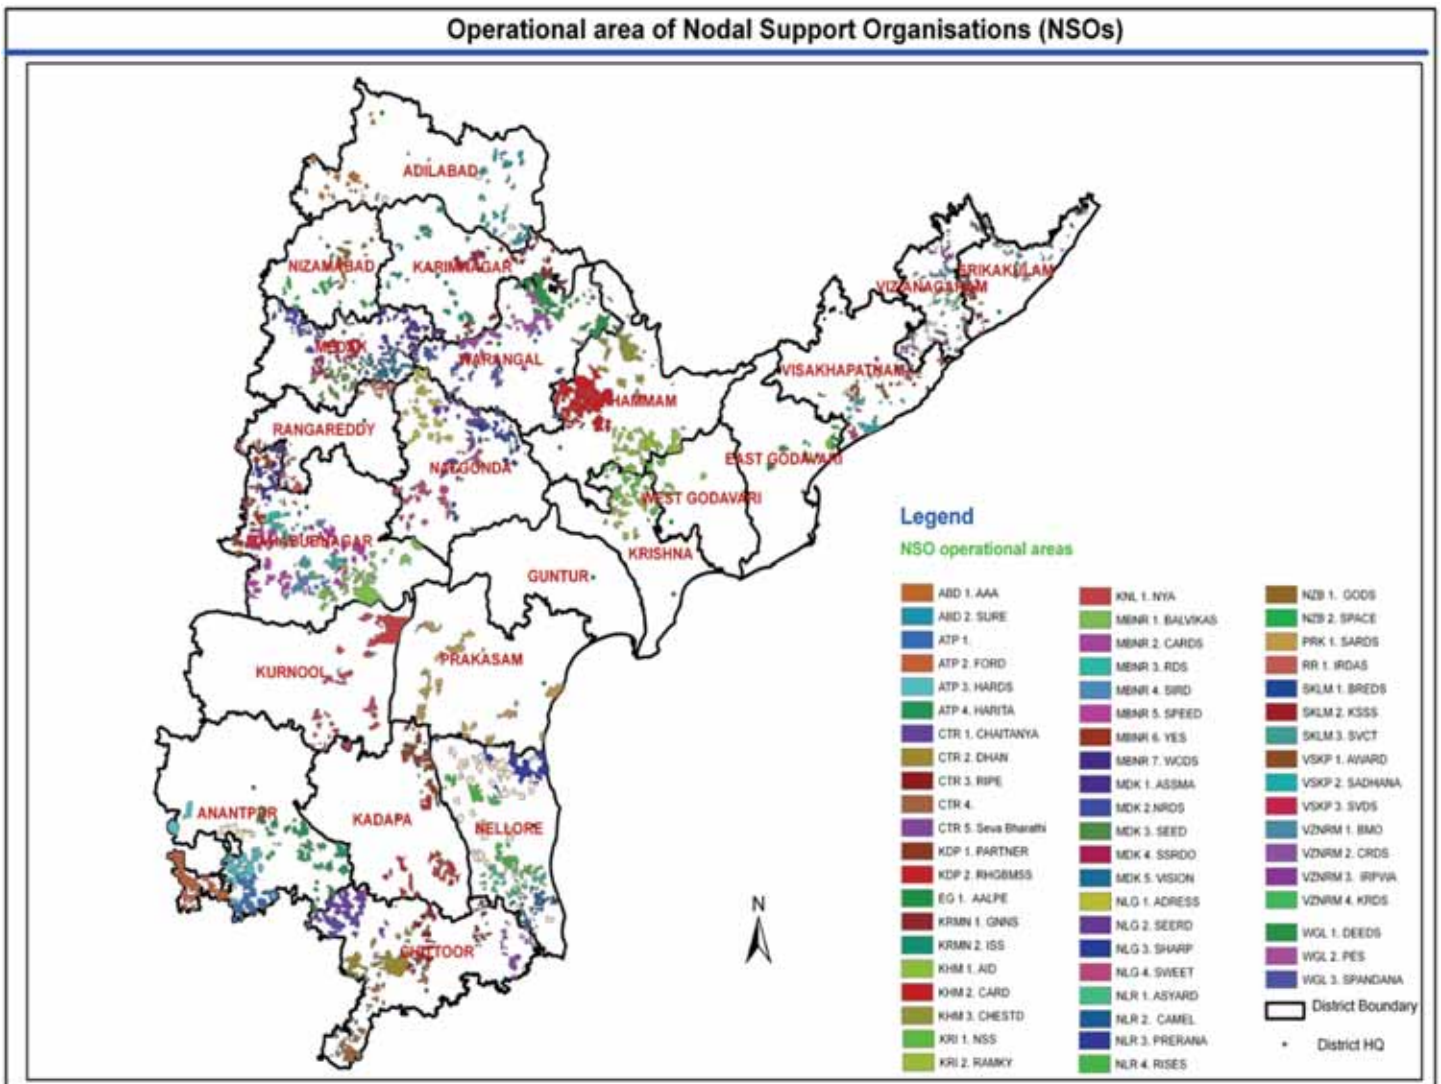 Operational area of Nodal Support Organisations (NSOs)
ADILABAD
NIZAMABAD
KARIMNAGAR
SRIKAKULAM
VIZIANAGARAM
MEDAK
WARANGAL
VISAKHAPATNAM
KHAMMAM
RANGAREDDY
NALGONDA
EAST GODAVARI
WEST GODAVARI
MAHABUBNAGAR
KRISHNA
GUNTUR
KURNOOL
PRAKASAM
ANANTPUR
KADAPA
NELLORE
CHITTOOR
N
Legend
NSO operational areas
ABD 1. AAA
ABD 2. SURE
ATP 1.
ATP 2. FORD
ATP 3. HARDS
ATP 4. HARITA
CTR 1. CHAITANYA
CTR 2. DHAN
CTR 3. RIPE
CTR 4.
CTR 5. Seva Bharathi
KDP 1. PARTNER
KDP 2. RHGBMSS
EG 1. AALPE
KRMN 1. GNNS
KRMN 2. ISS
KHM 1. AID
KHM 2. CARD
KHM 3. CHESTD
KRI 1. NSS
KRI 2. RAMKY
KNL 1. NYA
MBNR 1. BALVIKAS
MBNR 2. CARDS
MBNR 3. RDS
MBNR 4. SIRD
MBNR 5. SPEED
MBNR 6. YES
MBNR 7. WCDS
MDK 1. ASSMA
MDK 2.NRDS
MDK 3. SEED
MDK 4. SSRDO
MDK 5. VISION
NLG 1. ADRESS
NLG 2. SEERD
NLG 3. SHARP
NLG 4. SWEET
NLR 1. ASYARD
NLR 2. CAMEL
NLR 3. PRERANA
NLR 4. RISES
NZB 1. GODS
NZB 2. SPACE
PRK 1. SARDS
RR 1. IRDAS
SKLM 1. BREDS
SKLM 2. KSSS
SKLM 3. SVCT
VSKP 1. AWARD
VSKP 2. SADHANA
VSKP 3. SVDS
VZNRM 1. BMO
VZNRM 2. CRDS
VZNRM 3. IRPWA
VZNRM 4. KRDS
WGL 1. DEEDS
WGL 2. PES
WGL 3. SPANDANA
District Boundary
District HQ